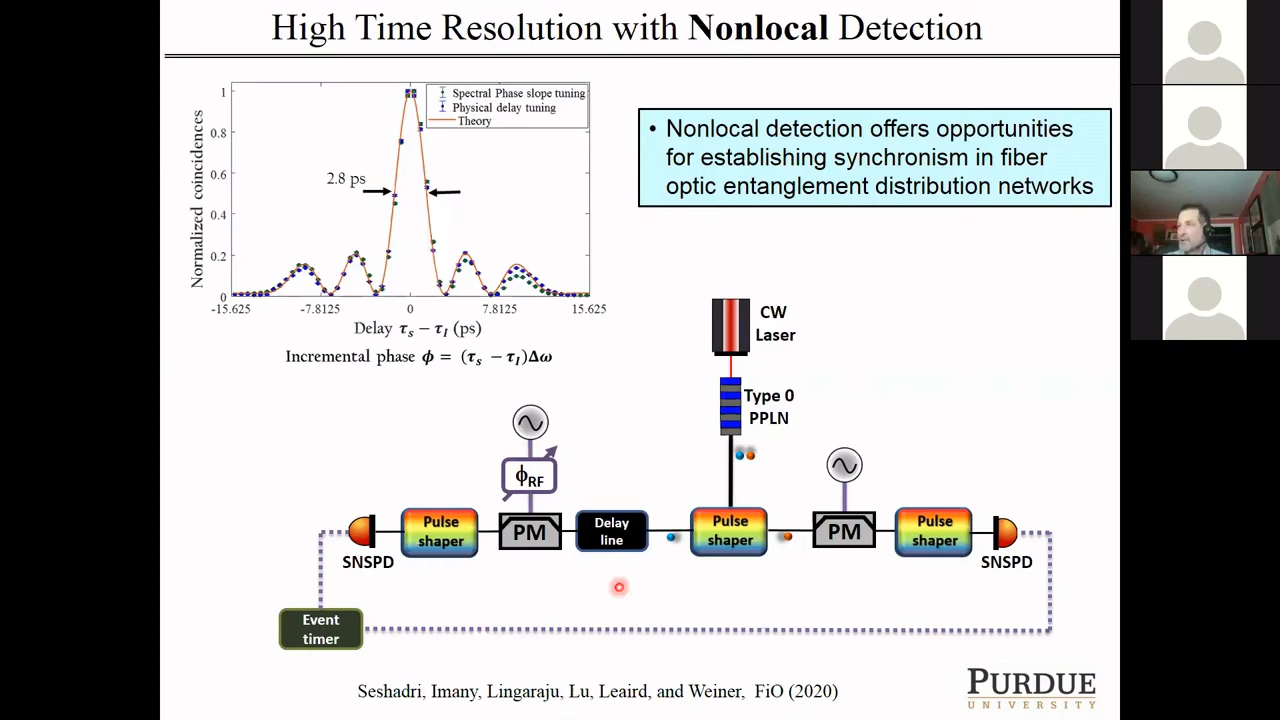 High Time Resolution with Nonlocal Detection
Normalized coincidences
1
0.8
0.6
0.4
0.2
0
Spectral Phase slope tuning
Physical delay tuning
Theory
2.8 ps
-15.625
-7.8125
0
7.8125
15.625
Delay τs − τI (ps)
Incremental phase ϕ = (τs − τI)Δω
• Nonlocal detection offers opportunities
for establishing synchronism in fiber
optic entanglement distribution networks
CW
Laser
Type 0
PPLN
ϕRF
SNSPD
Pulse
shaper
PM
Delay
line
Pulse
shaper
PM
Pulse
shaper
SNSPD
Event
timer
Seshadri, Imany, Lingaraju, Lu, Leaird, and Weiner, FiO (2020)
PURDUE
UNIVERSITY